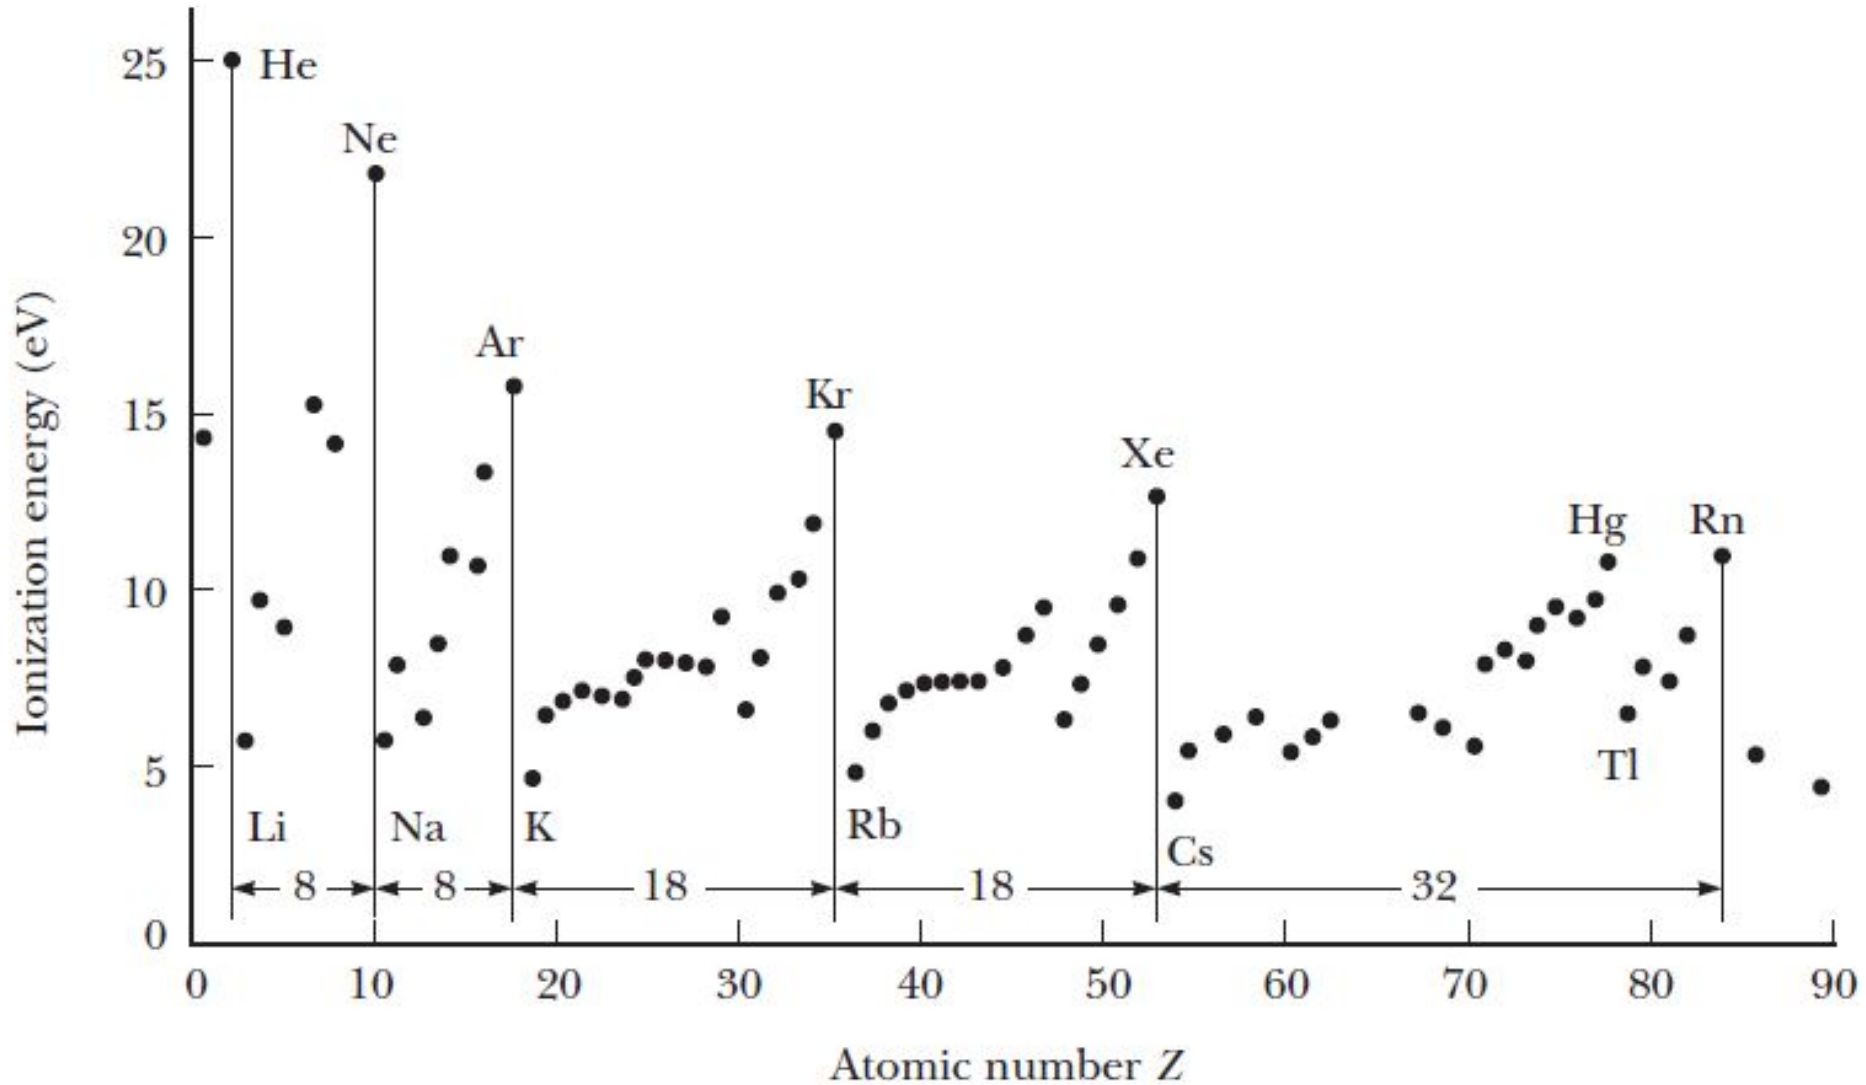 Ionization energy (eV)
25
20
15
10
5
0
He
Ne
Ar
Kr
Xe
Hg
Rn
Tl
Li
Na
K
Rb
Cs
8
8
18
18
32
0
10
20
30
40
50
60
70
80
90
Atomic number Z